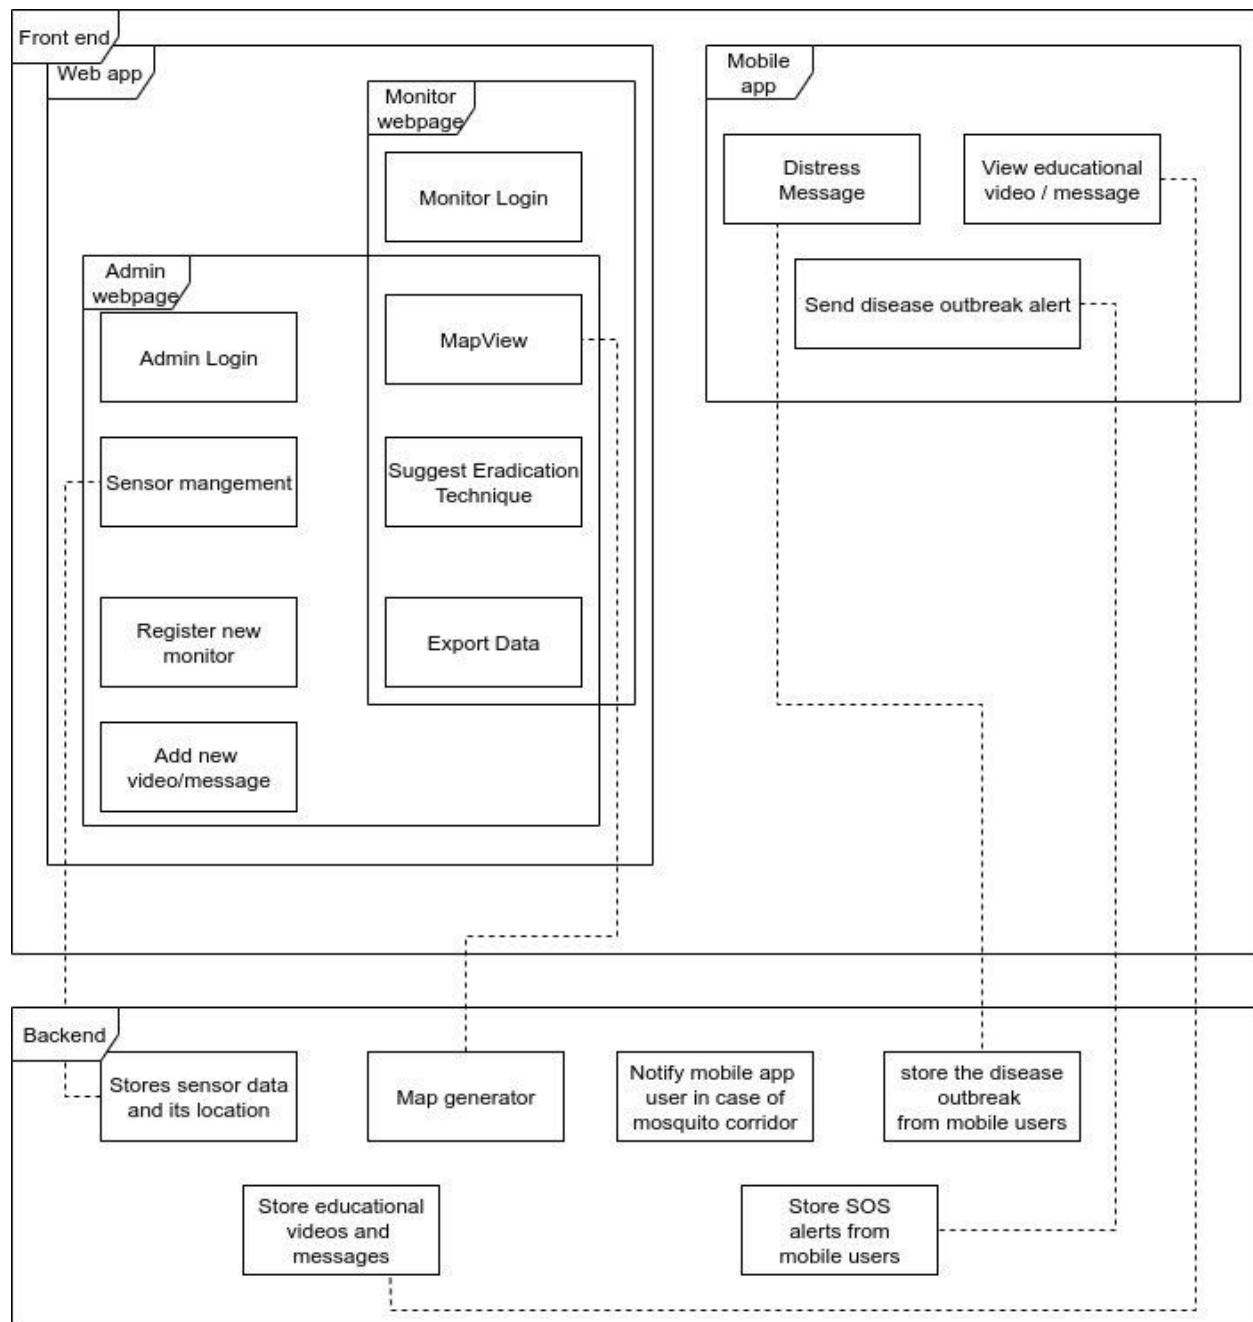 Front end
Web app
Monitor
webpage
Monitor Login
Admin
webpage
Admin Login
MapView
Sensor mangement
Suggest Eradication
Technique
Register new
monitor
Export Data
Add new
video/message
Mobile
app
Distress
Message
View educational
video / message
Send disease outbreak alert
Backend
Stores sensor data
and its location
Map generator
Notify mobile app
user in case of
mosquito corridor
store the disease
outbreak
from mobile users
Store educational
videos and
messages
Store SOS
alerts from
mobile users